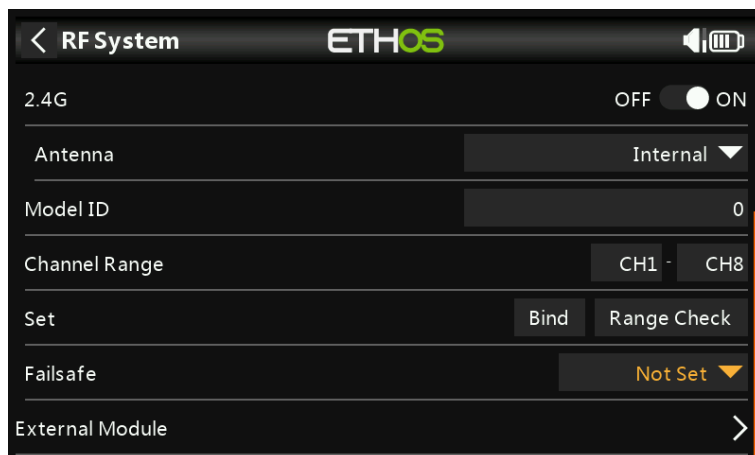 RF System ETHOS
2.4G OFF ON
Antenna Internal
Model ID 0
Channel Range CH1 - CH8
Set Bind Range Check
Failsafe Not Set
External Module